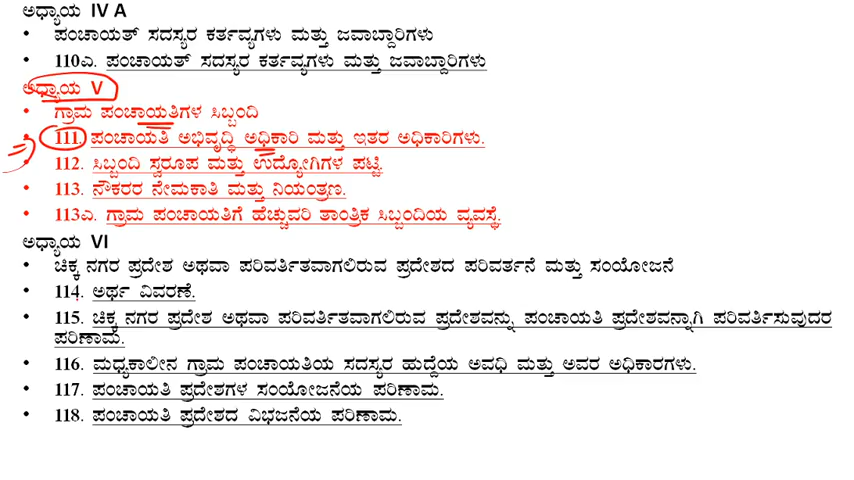 ಅಧ್ಯಾಯ IV A
• ಪಂಚಾಯತ್ ಸದಸ್ಯರ ಕರ್ತವ್ಯಗಳು ಮತ್ತು ಜವಾಬ್ದಾರಿಗಳು
• 110ಎ. ಪಂಚಾಯತ್ ಸದಸ್ಯರ ಕರ್ತವ್ಯಗಳು ಮತ್ತು ಜವಾಬ್ದಾರಿಗಳು
ಅಧ್ಯಾಯ V
• ಗ್ರಾಮ ಪಂಚಾಯತಿಗಳ ಸಿಬ್ಬಂದಿ
• 111. ಪಂಚಾಯತಿ ಅಭಿವೃದ್ಧಿ ಅಧಿಕಾರಿ ಮತ್ತು ಇತರ ಅಧಿಕಾರಿಗಳು.
• 112. ಸಿಬ್ಬಂದಿ ಸ್ವರೂಪ ಮತ್ತು ಉದ್ಯೋಗಿಗಳ ಪಟ್ಟಿ.
• 113. ನೌಕರರ ನೇಮಕಾತಿ ಮತ್ತು ನಿಯಂತ್ರಣ.
• 113ಎ. ಗ್ರಾಮ ಪಂಚಾಯತಿಗೆ ಹೆಚ್ಚುವರಿ ತಾಂತ್ರಿಕ ಸಿಬ್ಬಂದಿಯ ವ್ಯವಸ್ಥೆ.
ಅಧ್ಯಾಯ VI
• ಚಿಕ್ಕ ನಗರ ಪ್ರದೇಶ ಅಥವಾ ಪರಿವರ್ತಿತವಾಗಲಿರುವ ಪ್ರದೇಶದ ಪರಿವರ್ತನೆ ಮತ್ತು ಸಂಯೋಜನೆ
• 114. ಅರ್ಥ ವಿವರಣೆ.
• 115. ಚಿಕ್ಕ ನಗರ ಪ್ರದೇಶ ಅಥವಾ ಪರಿವರ್ತಿತವಾಗಲಿರುವ ಪ್ರದೇಶವನ್ನು ಪಂಚಾಯತಿ ಪ್ರದೇಶವನ್ನಾಗಿ ಪರಿವರ್ತಿಸುವುದರ
ಪರಿಣಾಮ.
• 116. ಮಧ್ಯಕಾಲೀನ ಗ್ರಾಮ ಪಂಚಾಯತಿಯ ಸದಸ್ಯರ ಹುದ್ದೆಯ ಅವಧಿ ಮತ್ತು ಅವರ ಅಧಿಕಾರಗಳು.
• 117. ಪಂಚಾಯತಿ ಪ್ರದೇಶಗಳ ಸಂಯೋಜನೆಯ ಪರಿಣಾಮ.
• 118. ಪಂಚಾಯತಿ ಪ್ರದೇಶದ ವಿಭಜನೆಯ ಪರಿಣಾಮ.